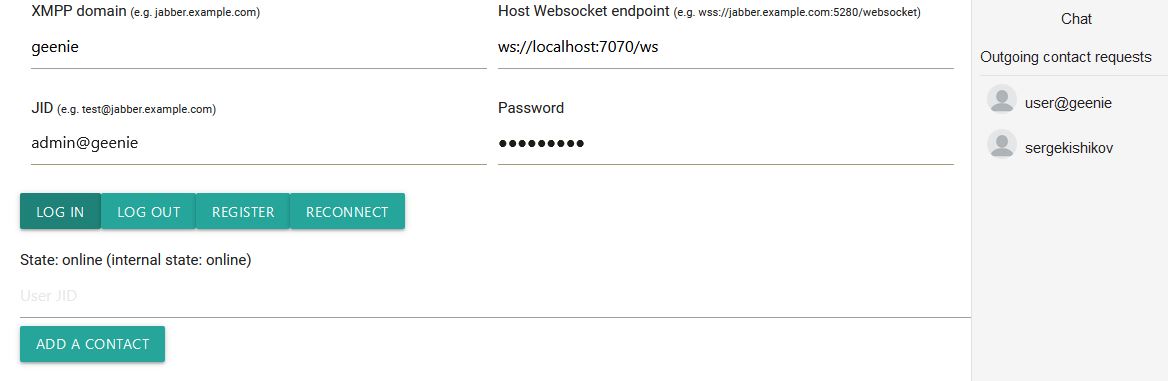 XMPP domain (e.g. jabber.example.com)
Host Websocket endpoint (e.g. wss://jabber.example.com:5280/websocket)
geenie
ws://localhost:7070/ws
JID (e.g. test@jabber.example.com)
Password
admin@geenie
●●●●●●●●●
LOG IN
LOG OUT
REGISTER
RECONNECT
State: online (internal state: online)
User JID
ADD A CONTACT
Chat
Outgoing contact requests
user@geenie
sergekishikov